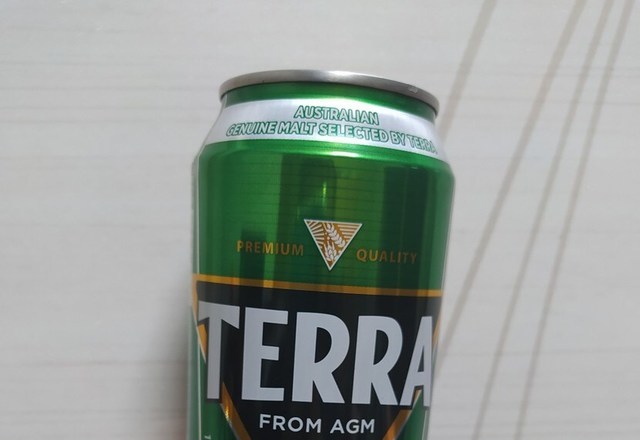 AUSTRALIAN
GENUINE MALT SELECTED BY TERRA
PREMIUM QUALITY
TERRA
FROM AGM